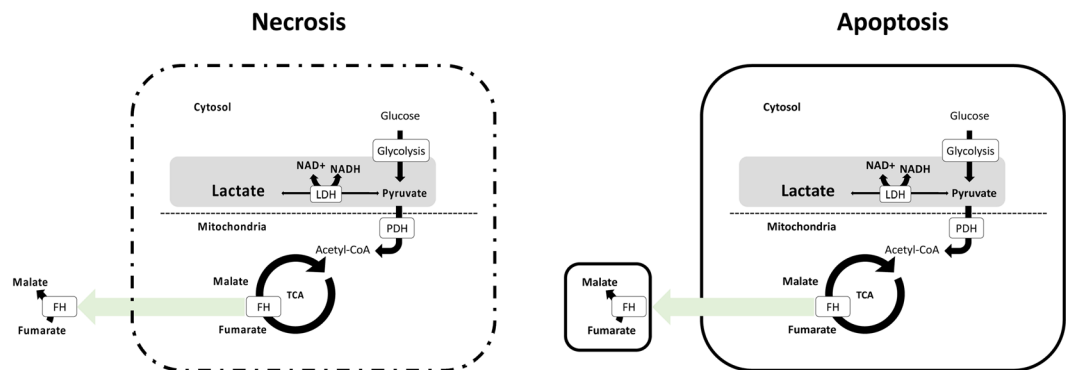 Necrosis
Cytosol
Glucose
Glycolysis
NAD+
NADH
Lactate
LDH
Pyruvate
Mitochondria
PDH
Acetyl-CoA
Malate
TCA
FH
Fumarate
Malate
FH
Fumarate
Apoptosis
Cytosol
Glucose
Glycolysis
NAD+
NADH
Lactate
LDH
Pyruvate
Mitochondria
PDH
Acetyl-CoA
Malate
TCA
FH
Fumarate
Malate
FH
Fumarate